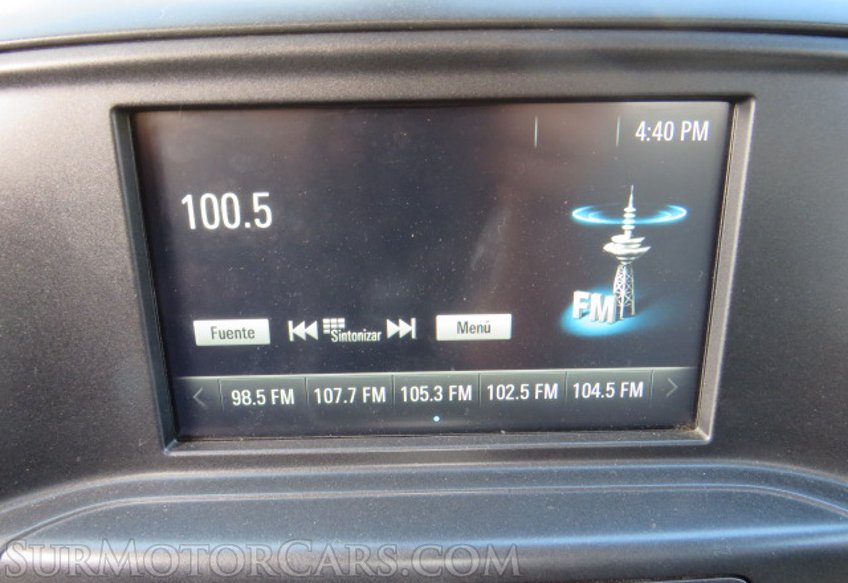 4:40 PM
100.5
FM
Fuente
Sintonizar
Menú
98.5 FM 107.7 FM 105.3 FM 102.5 FM 104.5 FM
SurMotorCars.com